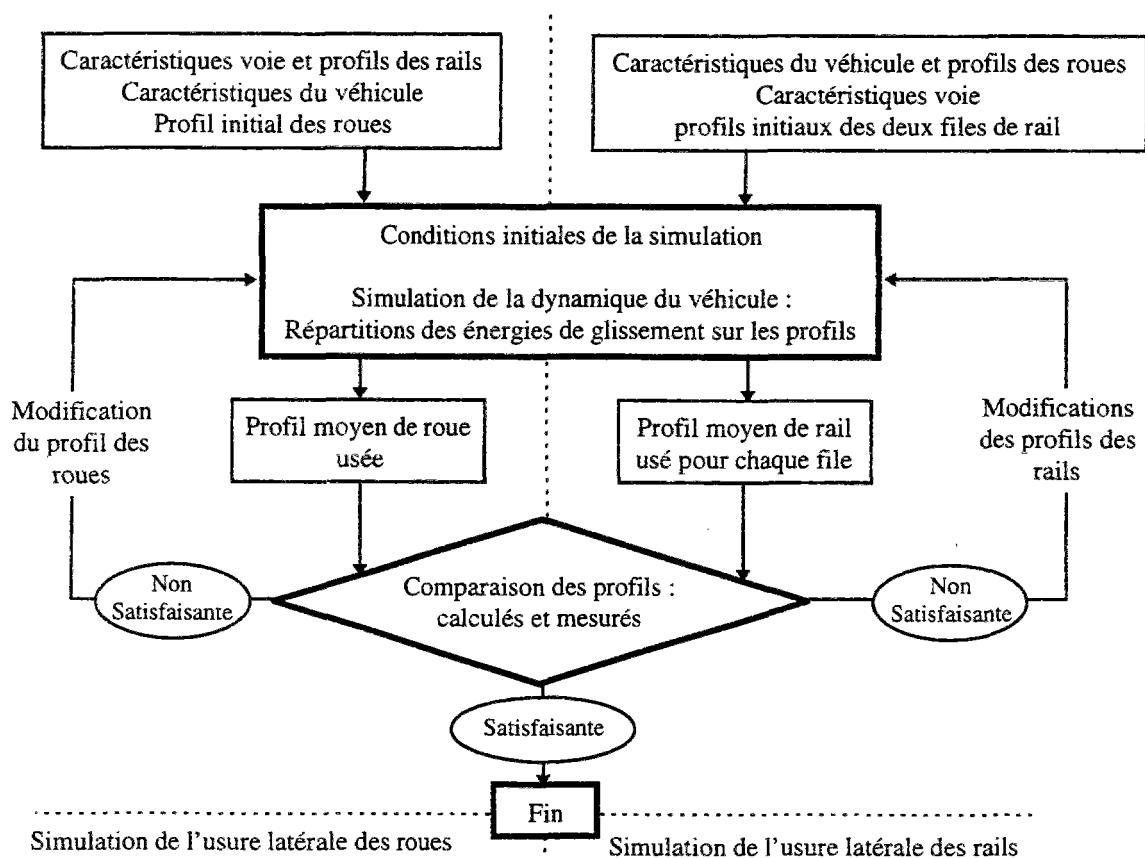 Caractéristiques voie et profils des rails
Caractéristiques du véhicule
Profil initial des roues
Caractéristiques du véhicule et profils des roues
Caractéristiques voie
profils initiaux des deux files de rail
Conditions initiales de la simulation
Simulation de la dynamique du véhicule :
Répartitions des énergies de glissement sur les profils
Modification
du profil des
roues
Profil moyen de roue
usée
Profil moyen de rail
usé pour chaque file
Modifications
des profils des
rails
Non
Satisfaisante
Comparaison des profils :
calculés et mesurés
Non
Satisfaisante
Satisfaisante
Fin
Simulation de l'usure latérale des roues
Simulation de l'usure latérale des rails